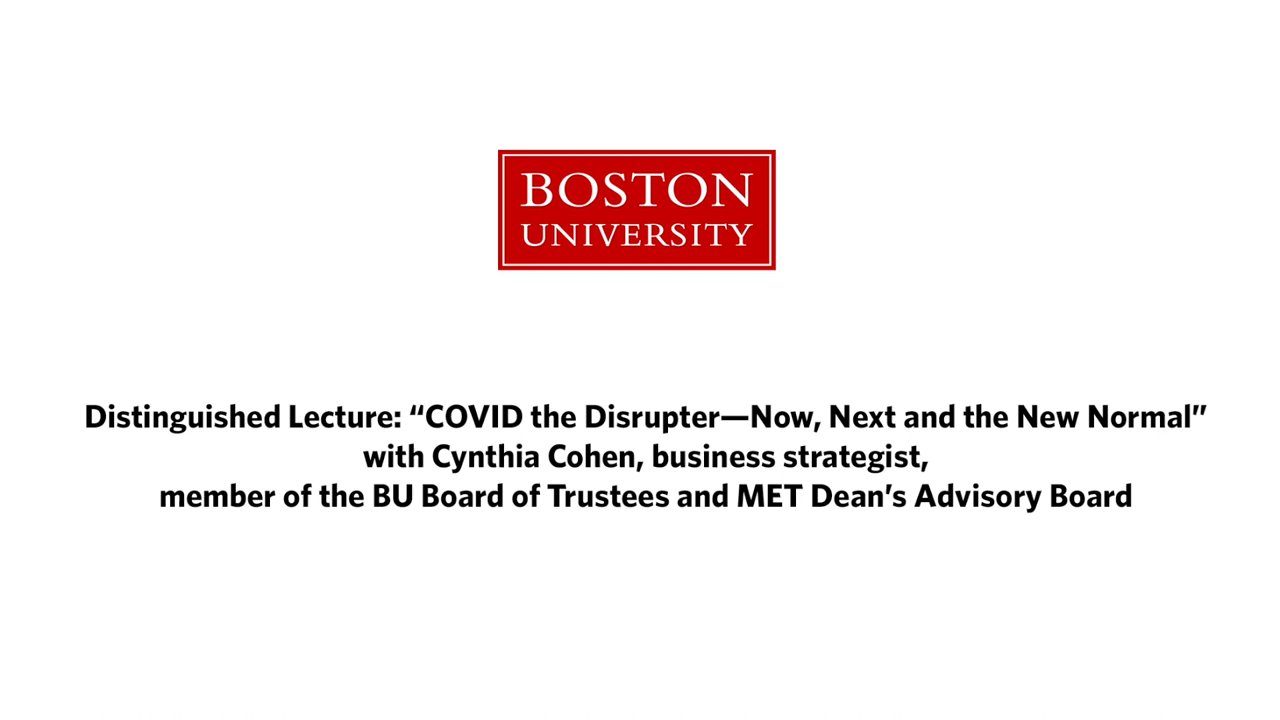 BOSTON
UNIVERSITY
Distinguished Lecture: “COVID the Disrupter—Now, Next and the New Normal”
with Cynthia Cohen, business strategist,
member of the BU Board of Trustees and MET Dean’s Advisory Board